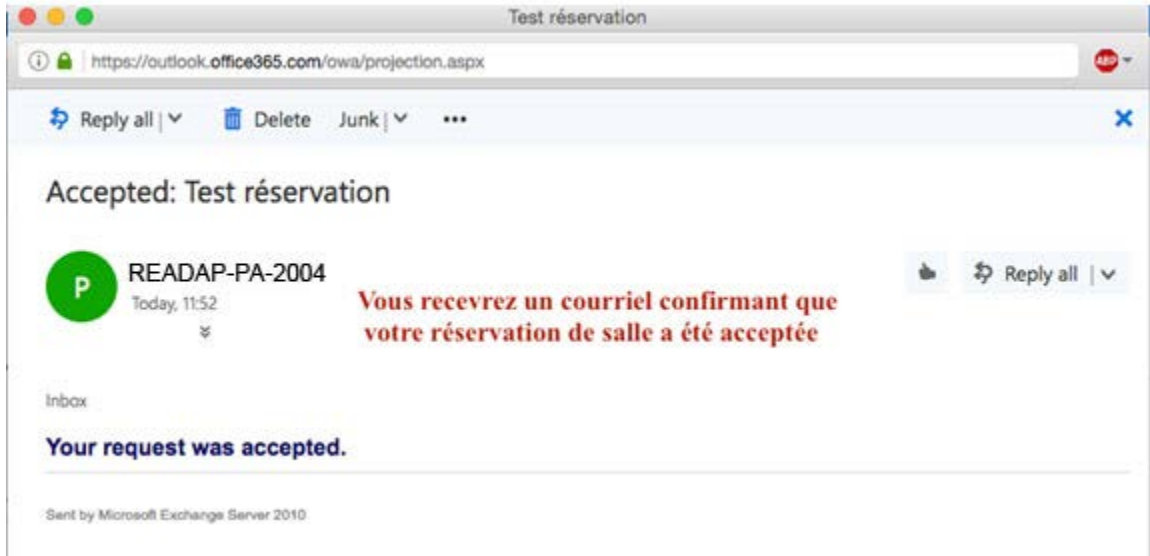 Test réservation
https://outlook.office365.com/owa/projection.aspx
ABP
Reply all | Delete Junk | •••
Accepted: Test réservation
P
READAP-PA-2004
Reply all |
Today, 11:52
Vous recevrez un courriel confirmant que
votre réservation de salle a été acceptée
Inbox
Your request was accepted.
Sent by Microsoft Exchange Server 2010